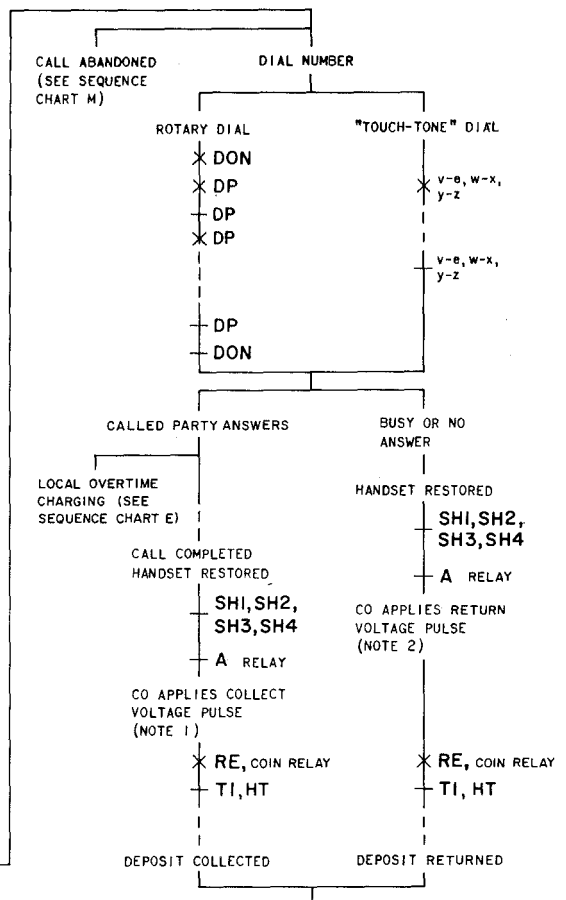 CALL ABANDONED
(SEE SEQUENCE
CHART M)
DIAL NUMBER
ROTARY DIAL
DON
DP
DP
DP
DP
DON
"TOUCH-TONE" DIAL
v-e, w-x,
y-z
v-e, w-x,
y-z
CALLED PARTY ANSWERS
LOCAL OVERTIME
CHARGING (SEE
SEQUENCE CHART E)
CALL COMPLETED
HANDSET RESTORED
SH1, SH2,
SH3, SH4
A RELAY
CO APPLIES COLLECT
VOLTAGE PULSE
(NOTE 1)
RE, COIN RELAY
T1, HT
DEPOSIT COLLECTED
BUSY OR NO
ANSWER
HANDSET RESTORED
SH1, SH2,
SH3, SH4
A RELAY
CO APPLIES RETURN
VOLTAGE PULSE
(NOTE 2)
RE, COIN RELAY
T1, HT
DEPOSIT RETURNED